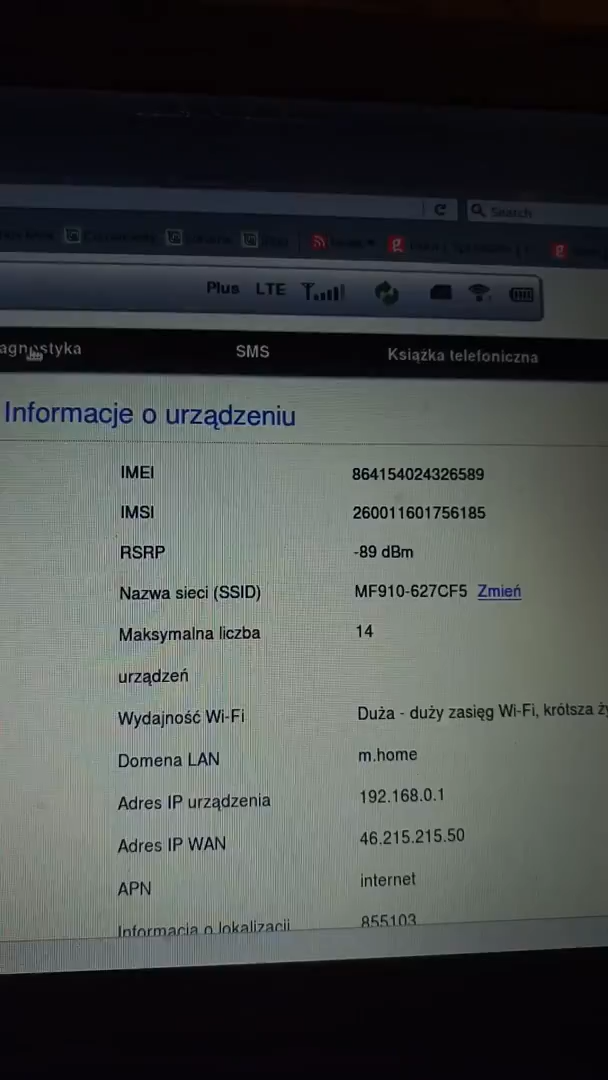 Search
Plus LTE
agnostyka SMS Książka telefoniczna
Informacje o urządzeniu
IMEI 864154024326589
IMSI 260011601756185
RSRP -89 dBm
Nazwa sieci (SSID) MF910-627CF5 Zmień
Maksymalna liczba 14
urządzeń
Wydajność Wi-Fi Duża - duży zasięg Wi-Fi, krótsza ży
Domena LAN m.home
Adres IP urządzenia 192.168.0.1
Adres IP WAN 46.215.215.50
APN internet
Informacja o lokalizacji 855103